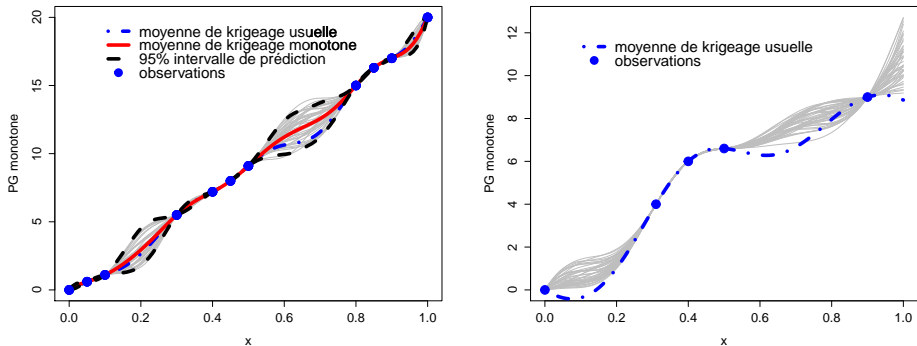 moyenne de krigeage usuelle
moyenne de krigeage monotone
95% intervalle de prédiction
observations
PG monotone
0
5
10
15
20
0.0
0.2
0.4
0.6
0.8
1.0
x
moyenne de krigeage usuelle
observations
PG monotone
0
2
4
6
8
10
12
0.0
0.2
0.4
0.6
0.8
1.0
x